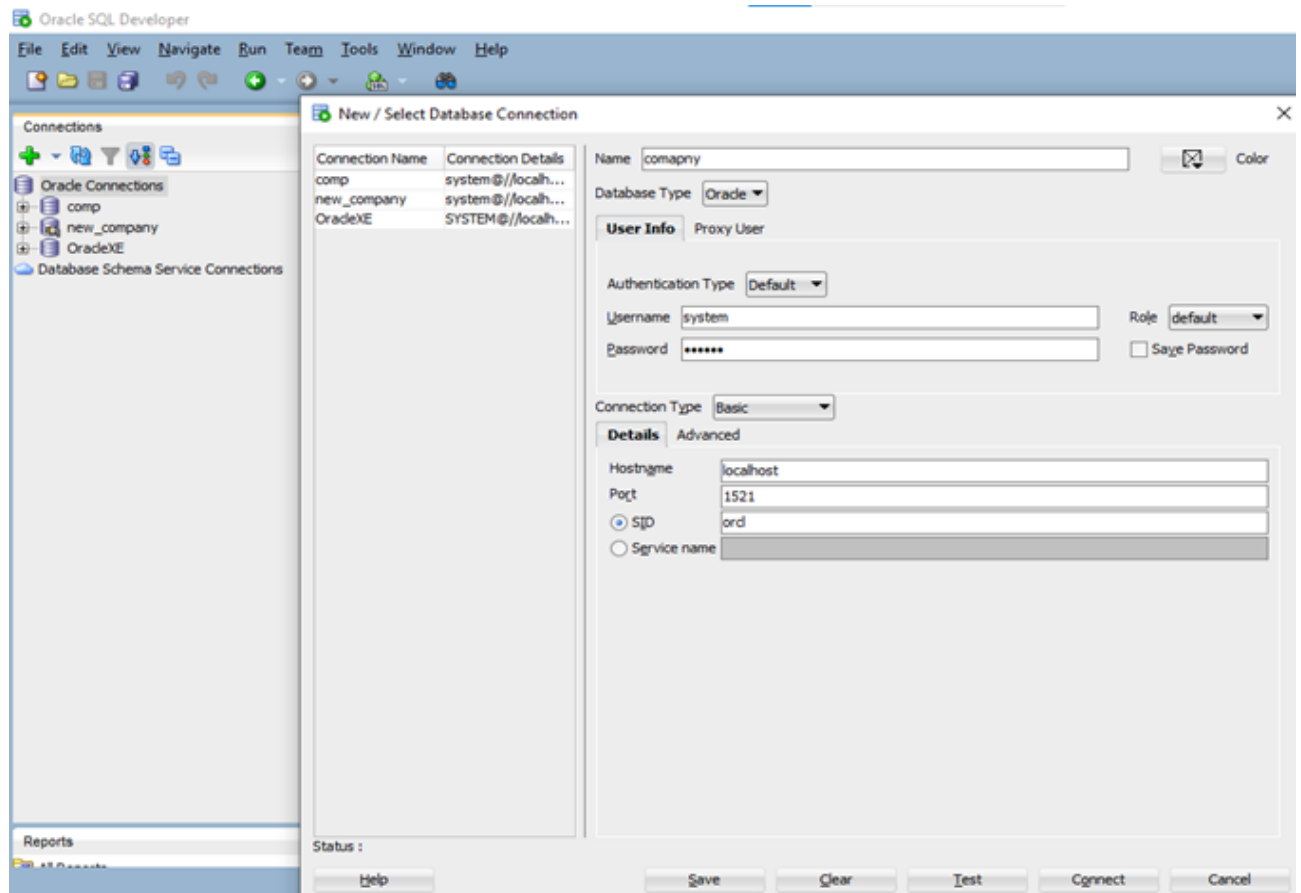 Oracle SQL Developer
File Edit View Navigate Run Team Tools Window Help
Connections
Oracle Connections
comp
new_company
OracleXE
Database Schema Service Connections
Reports
All Reports
New / Select Database Connection
Connection Name Connection Details
comp system@//localh...
new_company system@//localh...
OracleXE SYSTEM@//localh...
Name comapny Color
Database Type Oracle
User Info Proxy User
Authentication Type Default
Username system Role default
Password •••••• Save Password
Connection Type Basic
Details Advanced
Hostname localhost
Port 1521
SID orcl
Service name
Status :
Help Save Clear Test Connect Cancel